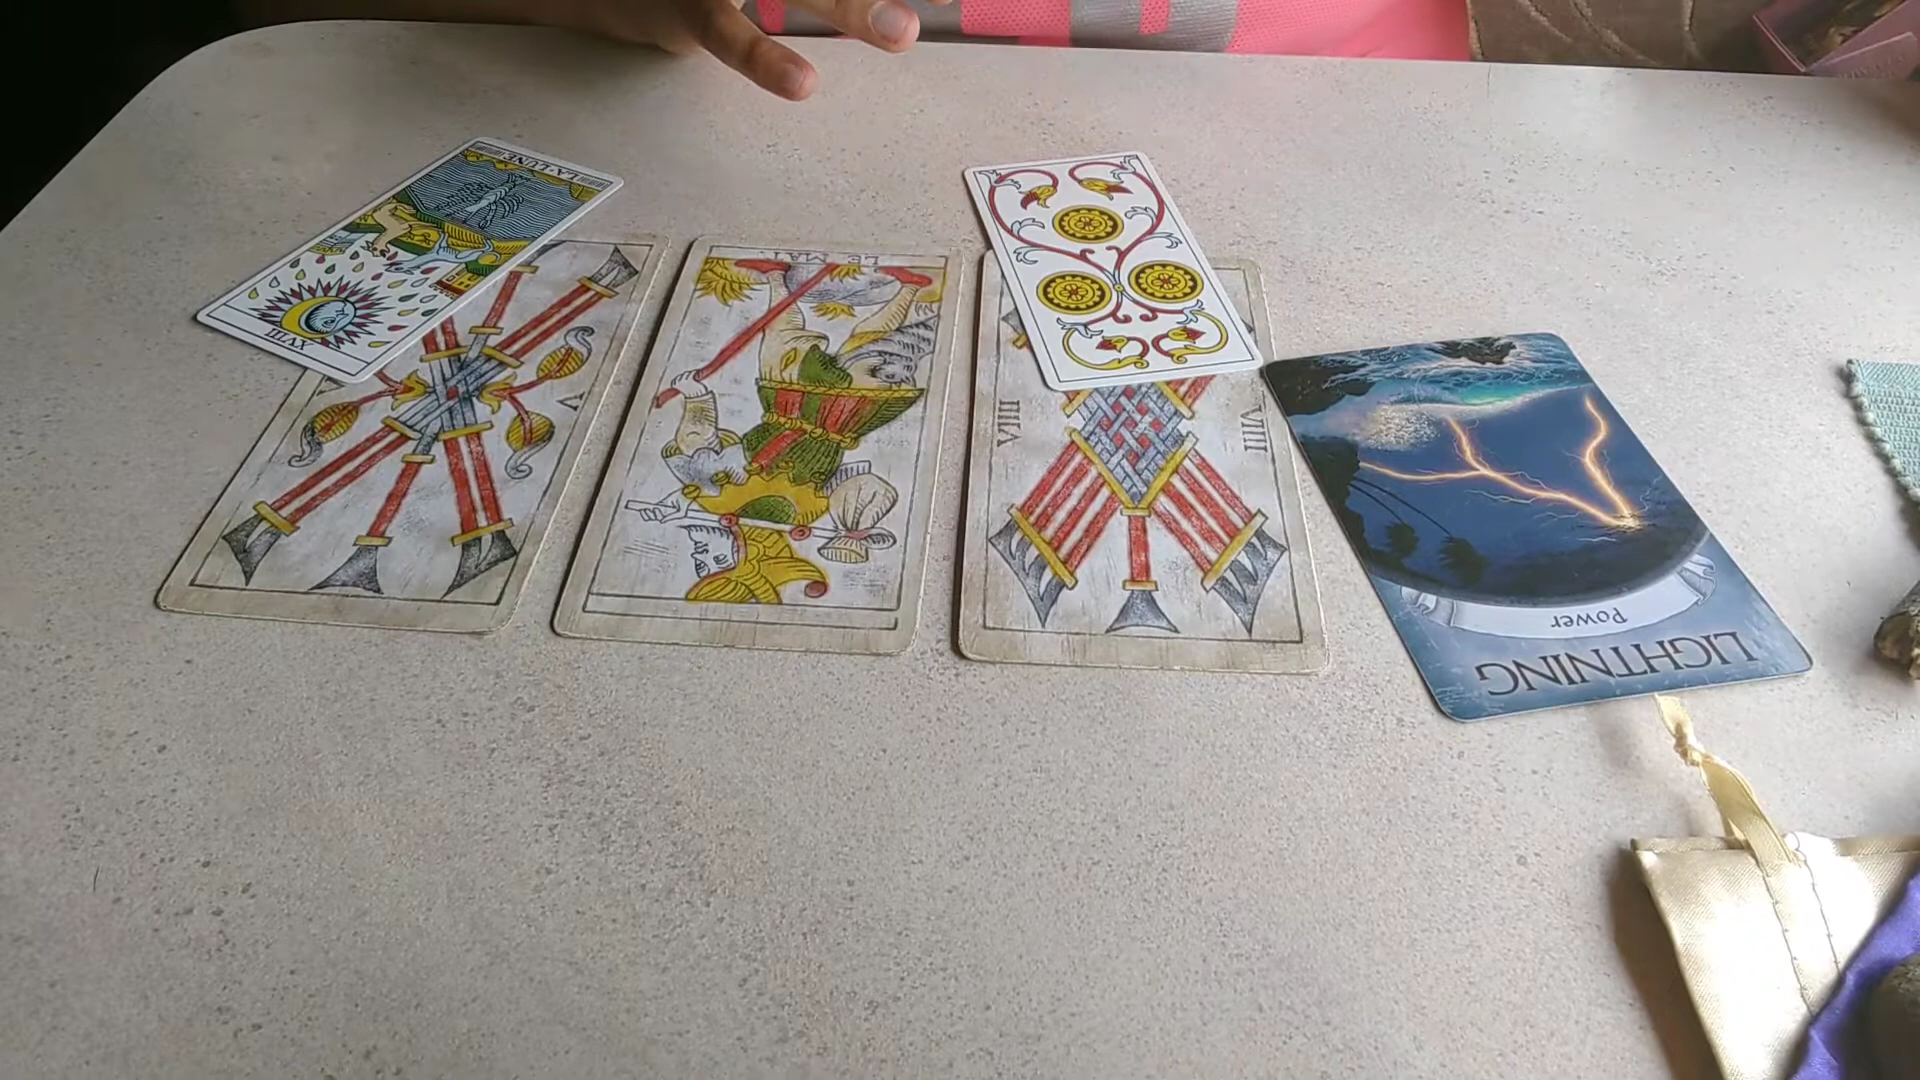 LA·LUNE
XVIII
V
LE MAT.
VIIII
VIIII
Power
LIGHTNING